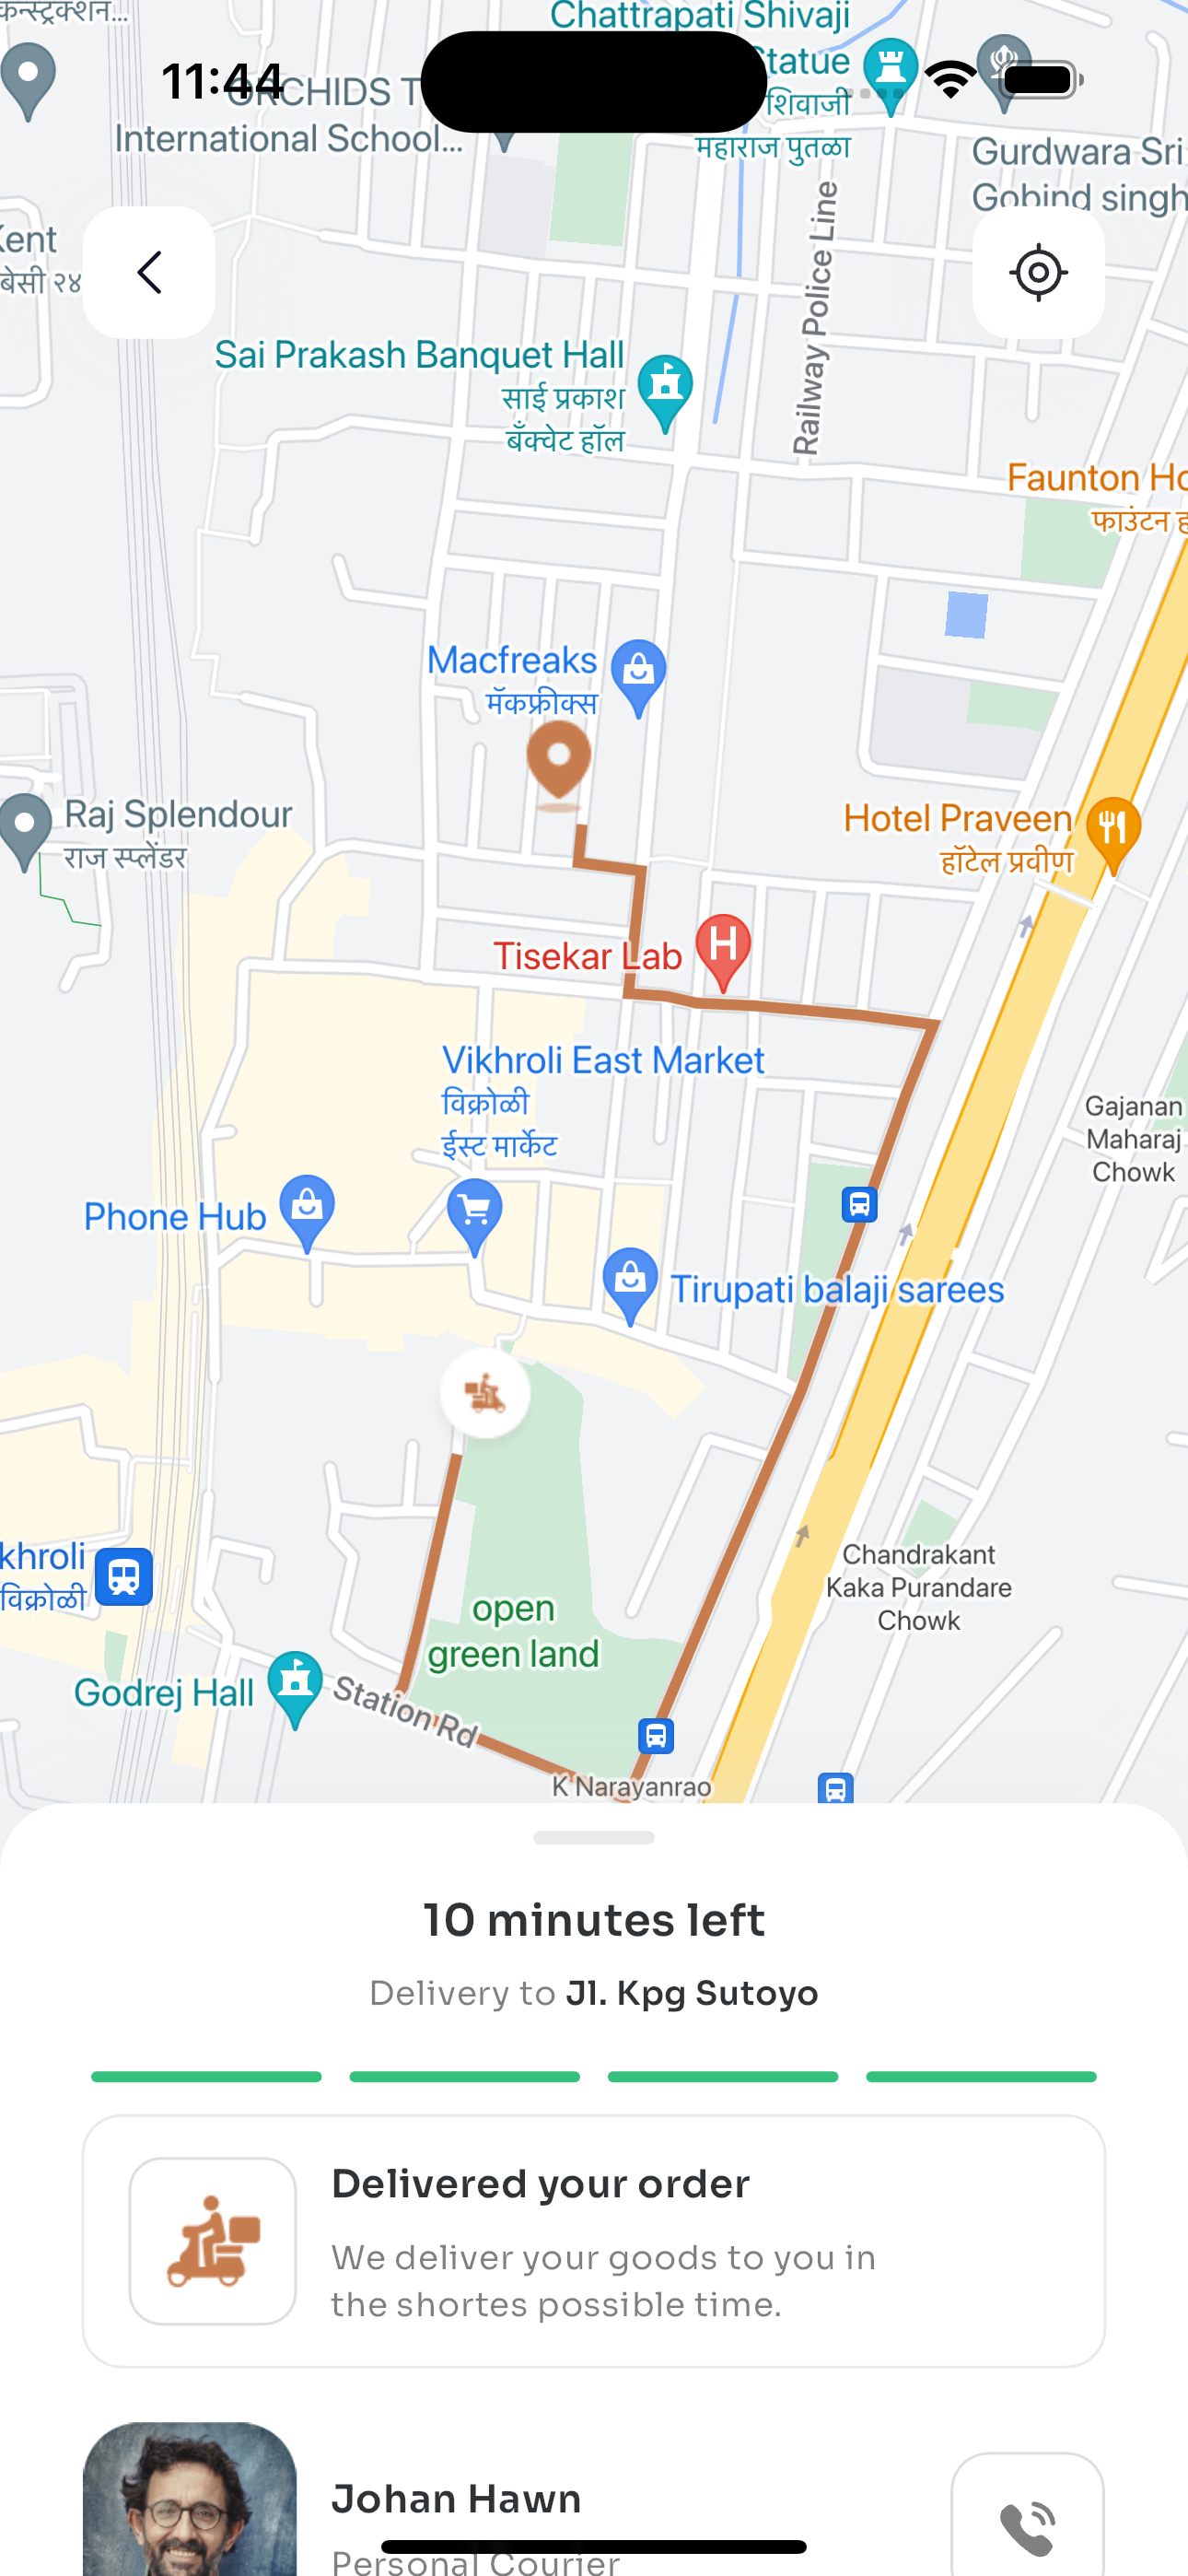 कन्स्ट्रक्शन...
Chattrapati Shivaji
Statue
शिवाजी
महाराज पुतळा
11:44
ORCHIDS T
International School...
Gurdwara Sri
Gobind singh
Kent
बेसी २४
Railway Police Line
Sai Prakash Banquet Hall
साई प्रकाश
बँक्वेट हॉल
Faunton Ho
फाउंटन ह
Macfreaks
मॅकफ्रीक्स
Raj Splendour
राज स्प्लेंडर
Hotel Praveen
हॉटेल प्रवीण
Tisekar Lab
H
Vikhroli East Market
विक्रोळी
ईस्ट मार्केट
Gajanan
Maharaj
Chowk
Phone Hub
Tirupati balaji sarees
khroli
विक्रोळी
Chandrakant
Kaka Purandare
Chowk
open
green land
Godrej Hall
Station Rd
K Narayanrao
10 minutes left
Delivery to Jl. Kpg Sutoyo
Delivered your order
We deliver your goods to you in
the shortes possible time.
Johan Hawn
Personal Courier